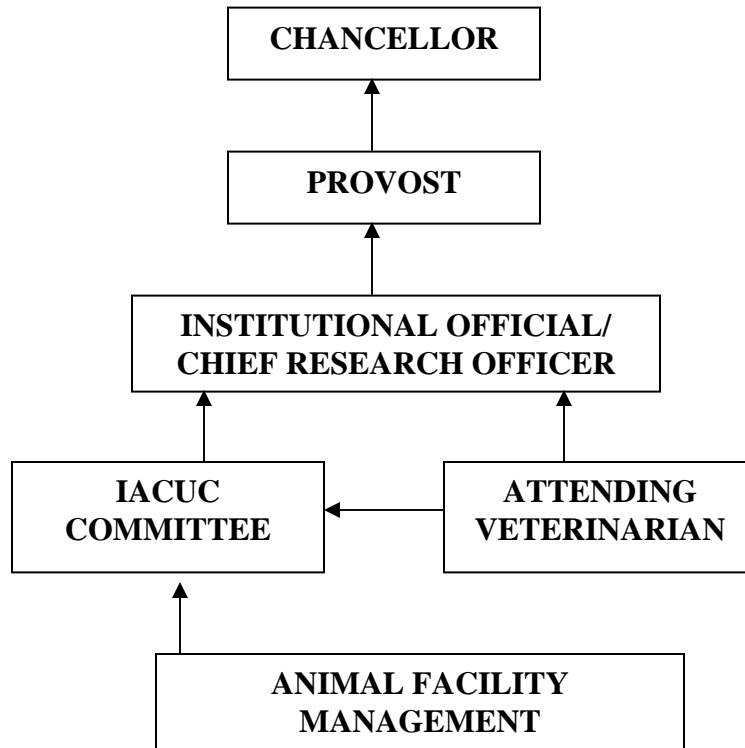 CHANCELLOR
PROVOST
INSTITUTIONAL OFFICIAL/
CHIEF RESEARCH OFFICER
IACUC
COMMITTEE
ATTENDING
VETERINARIAN
ANIMAL FACILITY
MANAGEMENT